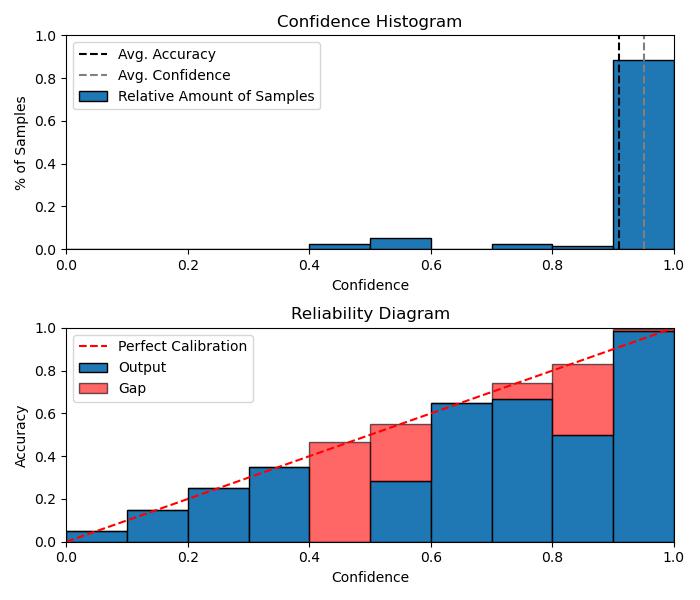 Confidence Histogram
1.0
0.8
0.6
0.4
0.2
0.0
% of Samples
Avg. Accuracy
Avg. Confidence
Relative Amount of Samples
0.0 0.2 0.4 0.6 0.8 1.0
Confidence
Reliability Diagram
1.0
0.8
0.6
0.4
0.2
0.0
Accuracy
Perfect Calibration
Output
Gap
0.0 0.2 0.4 0.6 0.8 1.0
Confidence